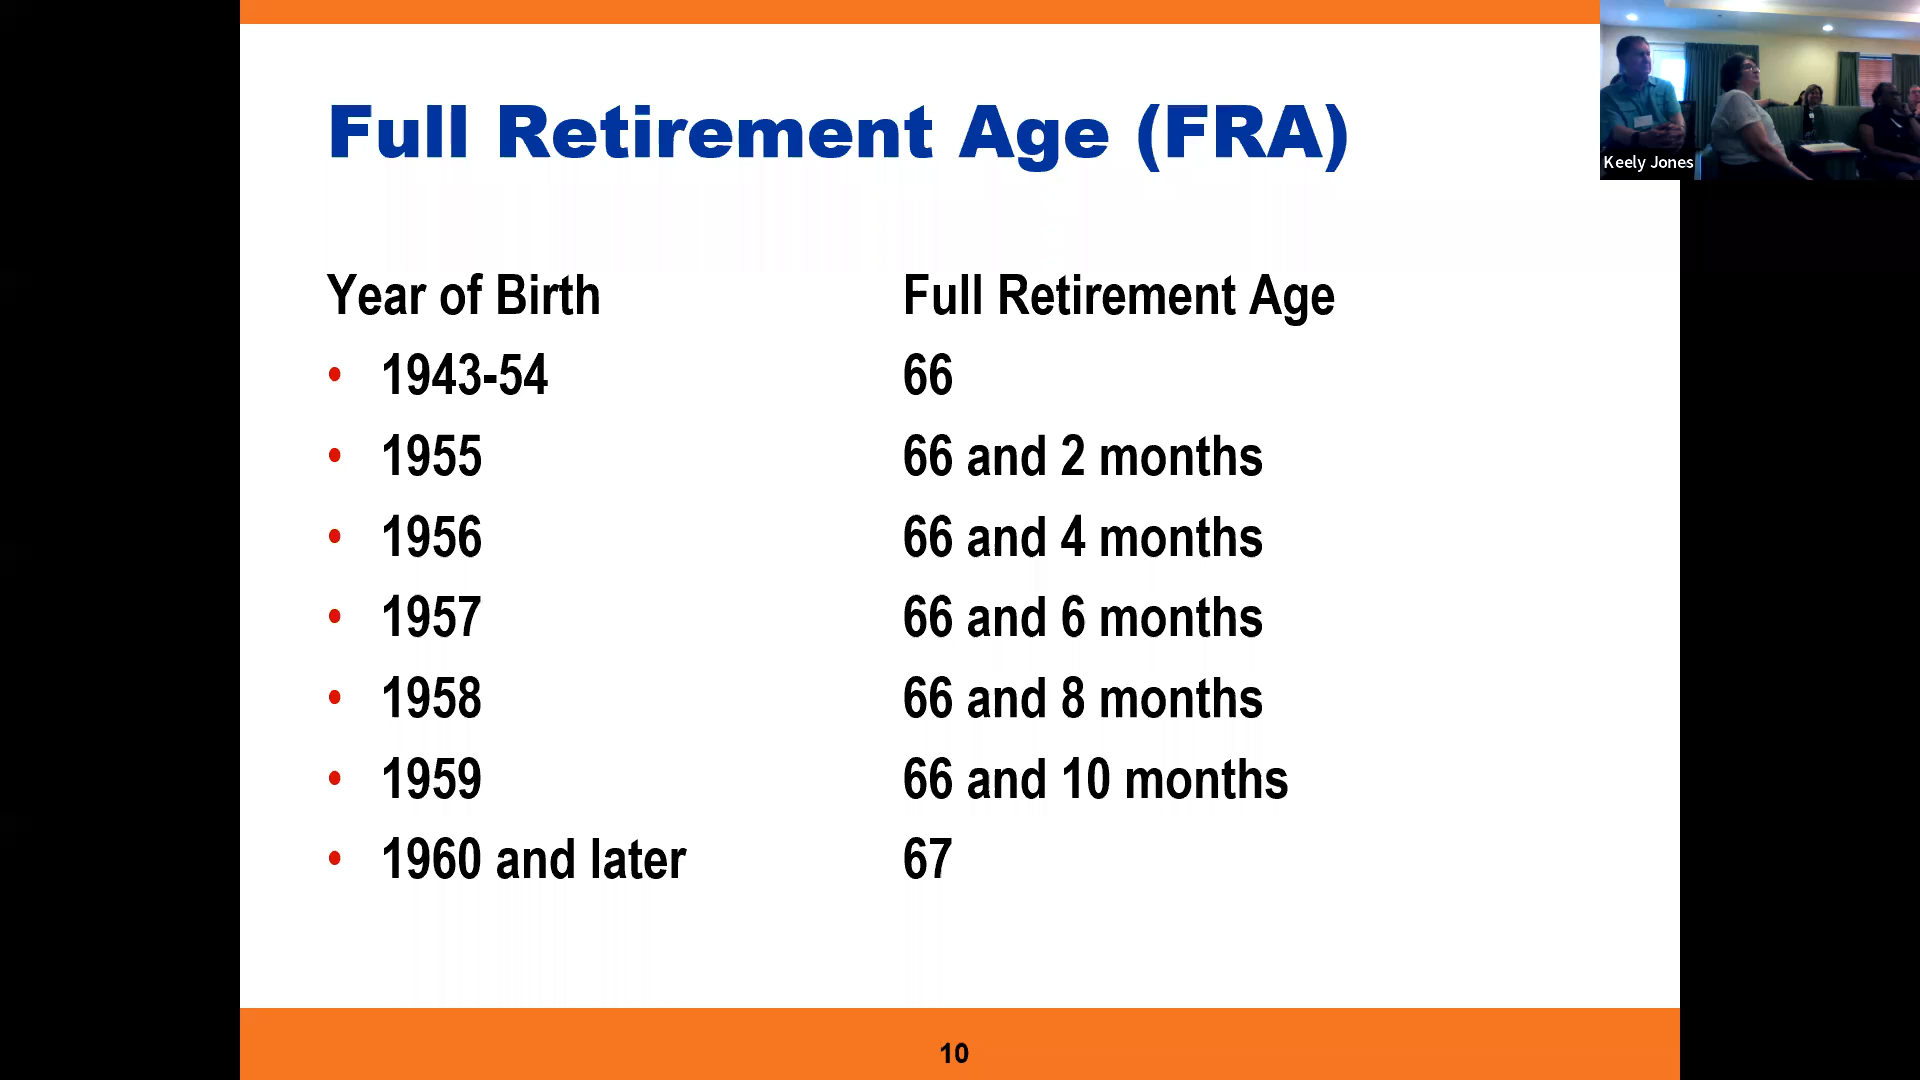 Full Retirement Age (FRA)
Keely Jones
Year of Birth Full Retirement Age
• 1943-54 66
• 1955 66 and 2 months
• 1956 66 and 4 months
• 1957 66 and 6 months
• 1958 66 and 8 months
• 1959 66 and 10 months
• 1960 and later 67
10